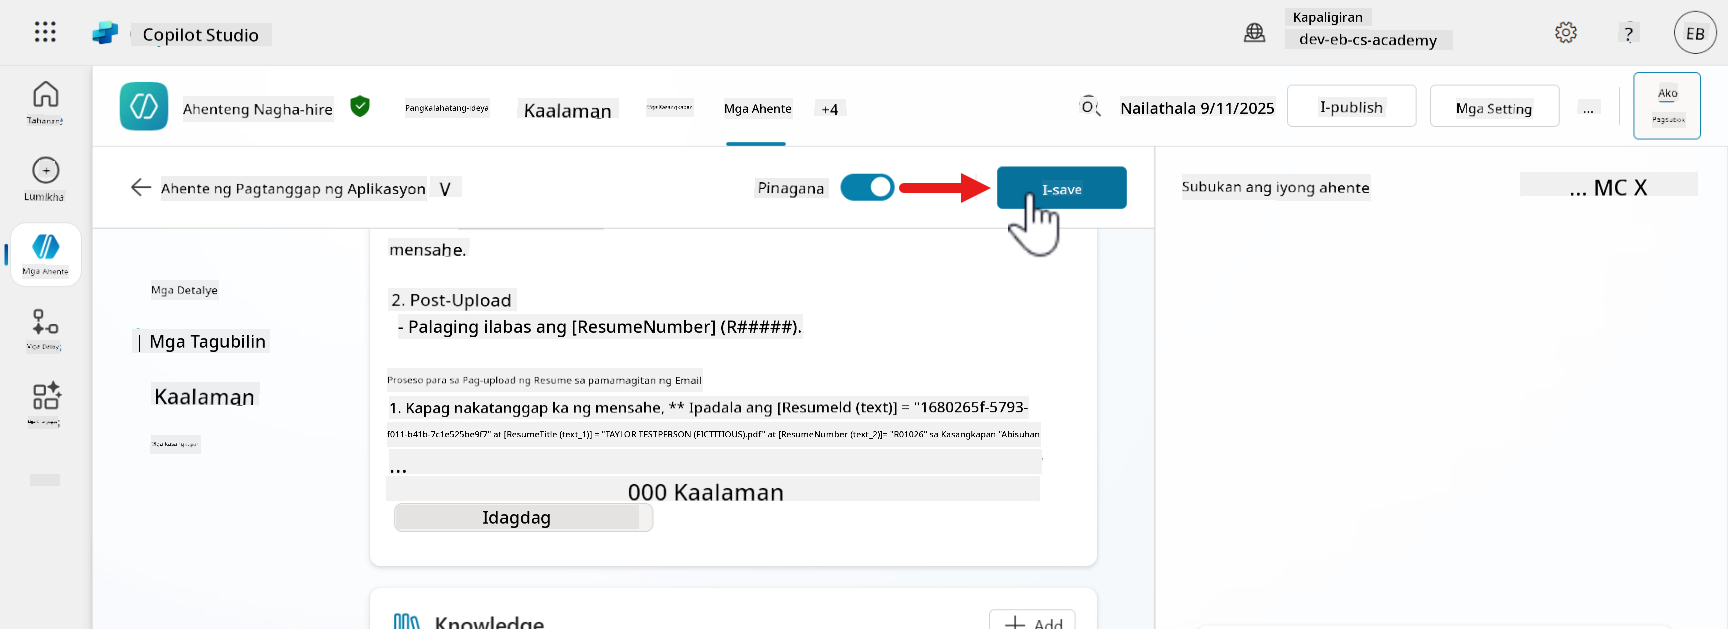 Copilot Studio
Kapaligiran
dev-eb-cs-academy
?
EB
Tahanan
Ahenteng Nagha-hire
Pangkalahatang-ideya
Kaalaman
Mga Ahente
+4
Nailathala 9/11/2025
I-publish
Mga Setting
...
Ako
Pagsubok
Lumikha
Ahente ng Pagtanggap ng Aplikasyon V
Pinagana
I-save
Subukan ang iyong ahente
... MC X
Mga Ahente
mensahe.
Mga Detalye
2. Post-Upload
- Palaging ilabas ang [ResumeNumber] (R#####).
Mga Tagubilin
Proseso para sa Pag-upload ng Resume sa pamamagitan ng Email
Kaalaman
1. Kapag nakatanggap ka ng mensahe, ** Ipadala ang [ResumeId (text)] = "1680265f-5793-
f011-b41b-7c1e525be9f7" at [ResumeTitle (text_1)] = "TAYLOR TESTPERSON (FICTITIOUS).pdf" at [ResumeNumber (text_2)]= "R01026" sa Kasangkapan "Abisuhan
...
000 Kaalaman
Idagdag
Knowledge
Add